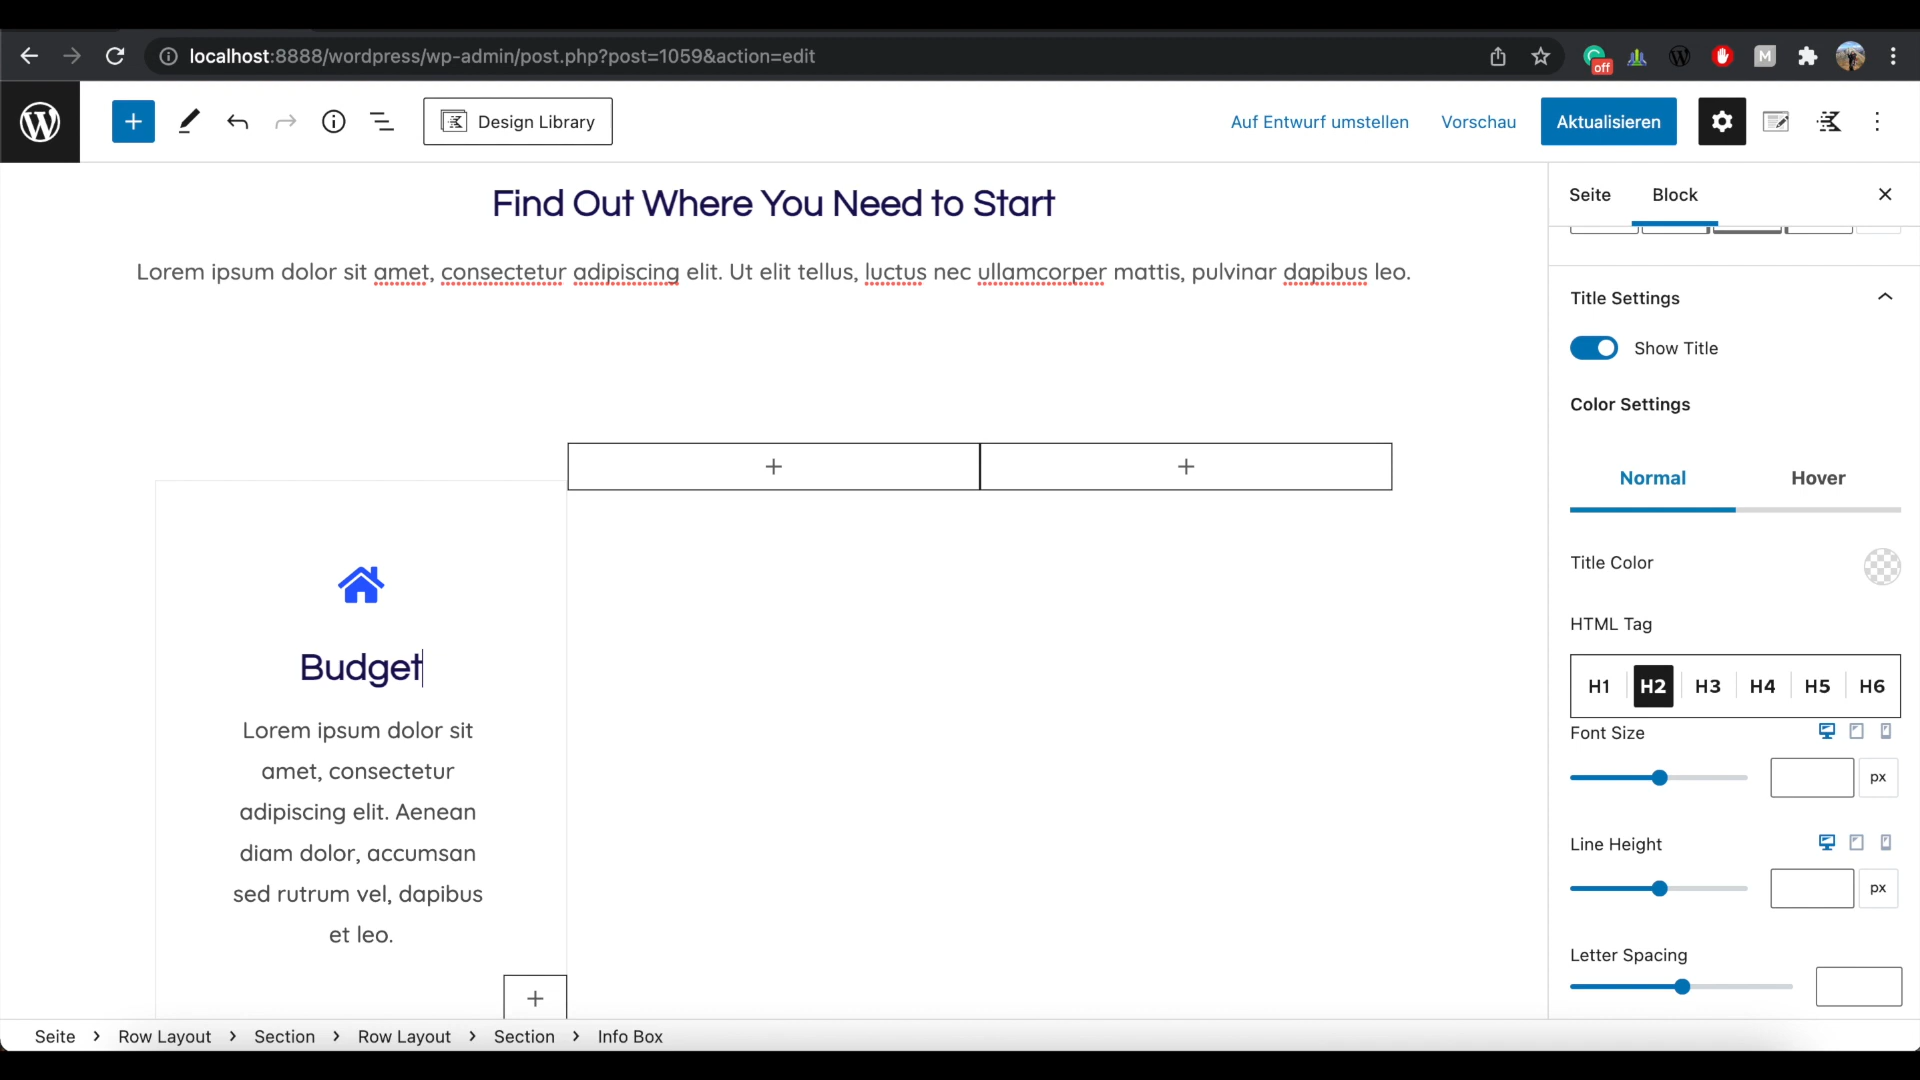 localhost:8888/wordpress/wp-admin/post.php?post=1059&action=edit
off
M
Design Library
Auf Entwurf umstellen
Vorschau
Aktualisieren
Find Out Where You Need to Start
Lorem ipsum dolor sit amet, consectetur adipiscing elit. Ut elit tellus, luctus nec ullamcorper mattis, pulvinar dapibus leo.
Budget
Lorem ipsum dolor sit
amet, consectetur
adipiscing elit. Aenean
diam dolor, accumsan
sed rutrum vel, dapibus
et leo.
Seite
Block
Title Settings
Show Title
Color Settings
Normal
Hover
Title Color
HTML Tag
H1 H2 H3 H4 H5 H6
Font Size
px
Line Height
px
Letter Spacing
Seite > Row Layout > Section > Row Layout > Section > Info Box